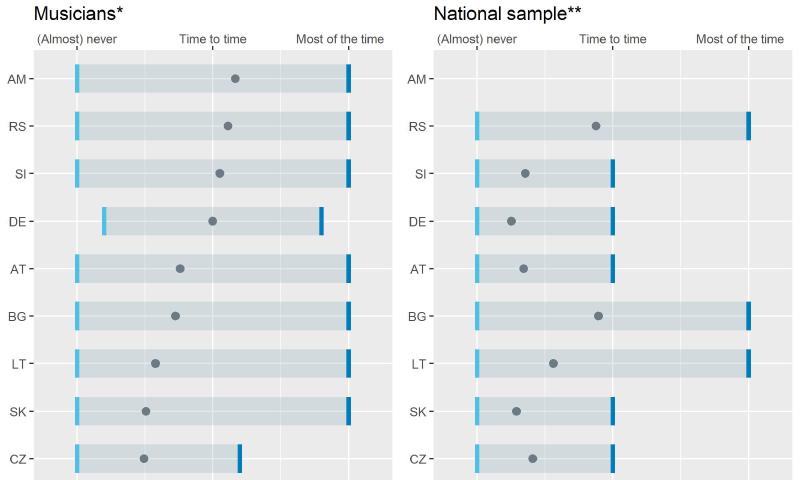 Musicians* National sample**
(Almost) never Time to time Most of the time (Almost) never Time to time Most of the time
AM AM
RS RS
SI SI
DE DE
AT AT
BG BG
LT LT
SK SK
CZ CZ